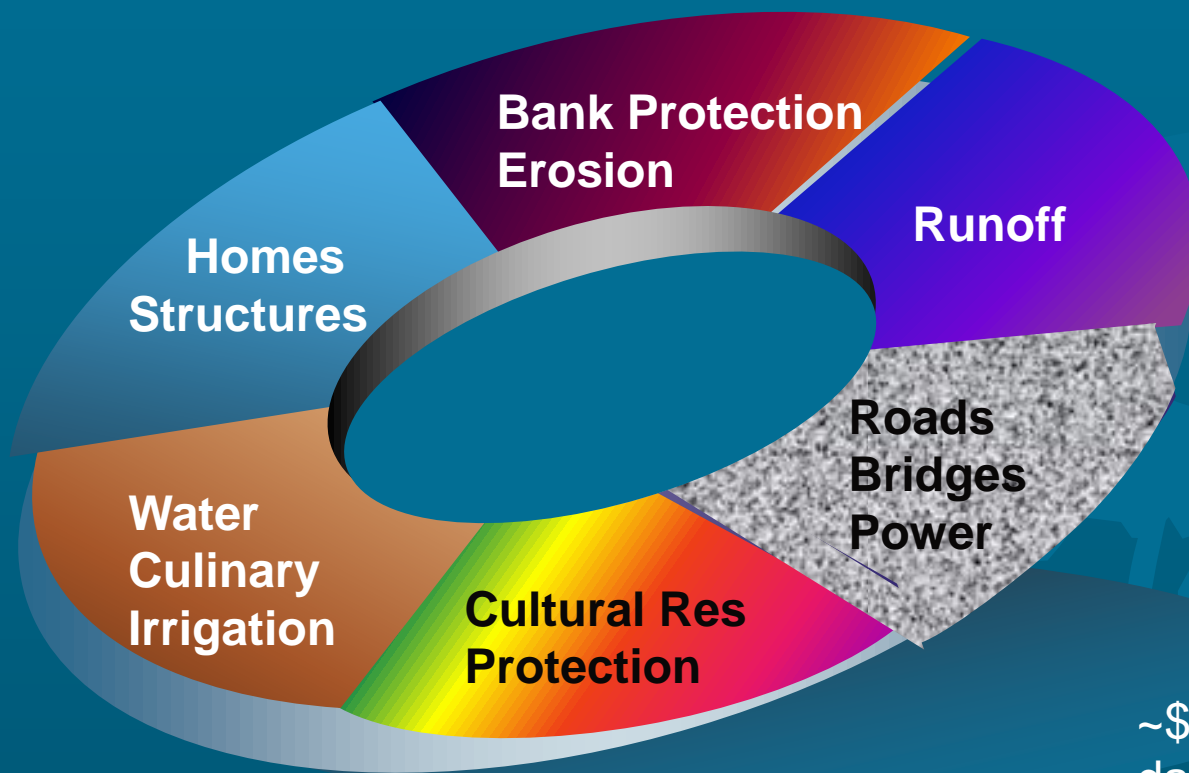 Bank Protection
Erosion
Runoff
Homes
Structures
Roads
Bridges
Power
Water
Culinary
Irrigation
Cultural Res
Protection
~$